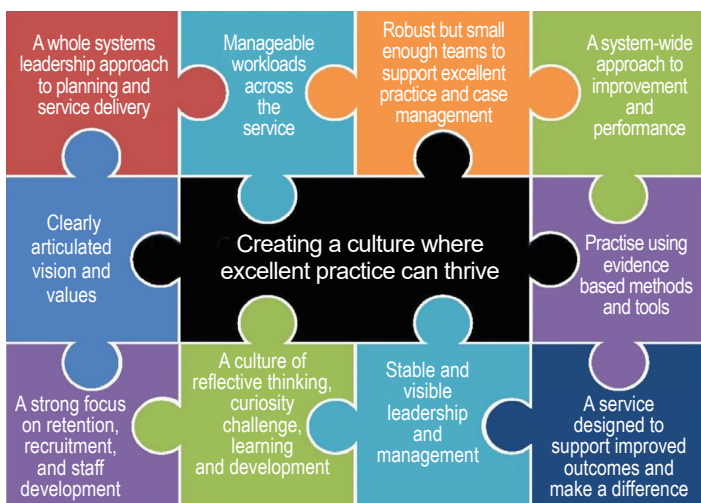 A whole systems
leadership approach
to planning and
service delivery
Manageable
workloads
across
the
service
Robust but small
enough teams to
support excellent
practice and case
management
A system-wide
approach to
improvement
and
performance
Clearly
articulated
vision and
values
Creating a culture where
excellent practice can thrive
Practise using
evidence
based methods
and tools
A strong focus
on retention,
recruitment,
and staff
development
A culture of
reflective thinking,
curiosity
challenge,
learning
and development
Stable and
visible
leadership
and
management
A service
designed to
support improved
outcomes and
make a difference